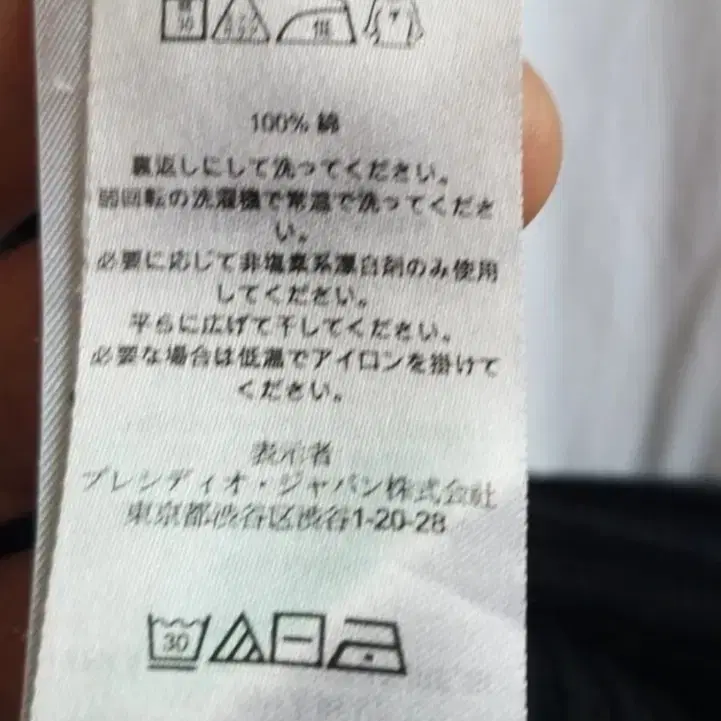 30
低
100% 綿
裏返しにして洗ってください。
弱回転の洗濯機で常温で洗ってくださ
い。
必要に応じて非塩素系漂白剤のみ使用
してください。
平らに広げて干してください。
必要な場合は低温でアイロンを掛けて
ください。
表示者
プレシディオ・ジャパン株式会社
東京都渋谷区渋谷1-20-28
30